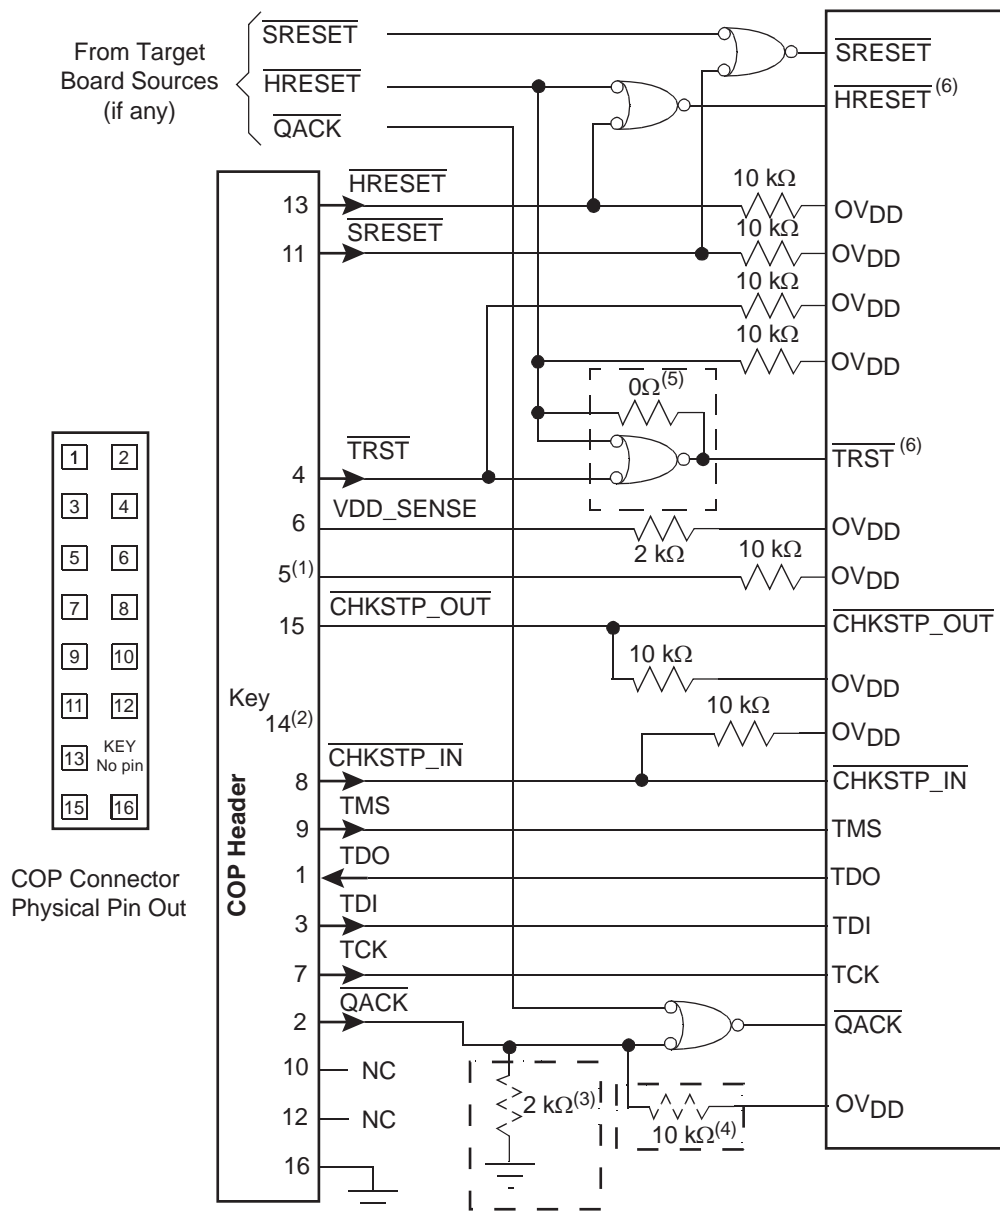 From Target
Board Sources
(if any)
SRESET
HRESET
QACK
SRESET
HRESET (6)
13
HRESET
10 kΩ
OVDD
11
SRESET
10 kΩ
OVDD
10 kΩ
OVDD
10 kΩ
OVDD
0Ω(5)
4
TRST
TRST (6)
6
VDD_SENSE
2 kΩ
OVDD
5(1)
10 kΩ
OVDD
15
CHKSTP_OUT
CHKSTP_OUT
10 kΩ
OVDD
Key
14(2)
10 kΩ
OVDD
8
CHKSTP_IN
CHKSTP_IN
9
TMS
TMS
1
TDO
TDO
3
TDI
TDI
7
TCK
TCK
2
QACK
QACK
10
NC
2 kΩ(3)
10 kΩ(4)
OVDD
12
NC
16
COP Header
1 2
3 4
5 6
7 8
9 10
11 12
13 KEY
No pin
15 16
COP Connector
Physical Pin Out